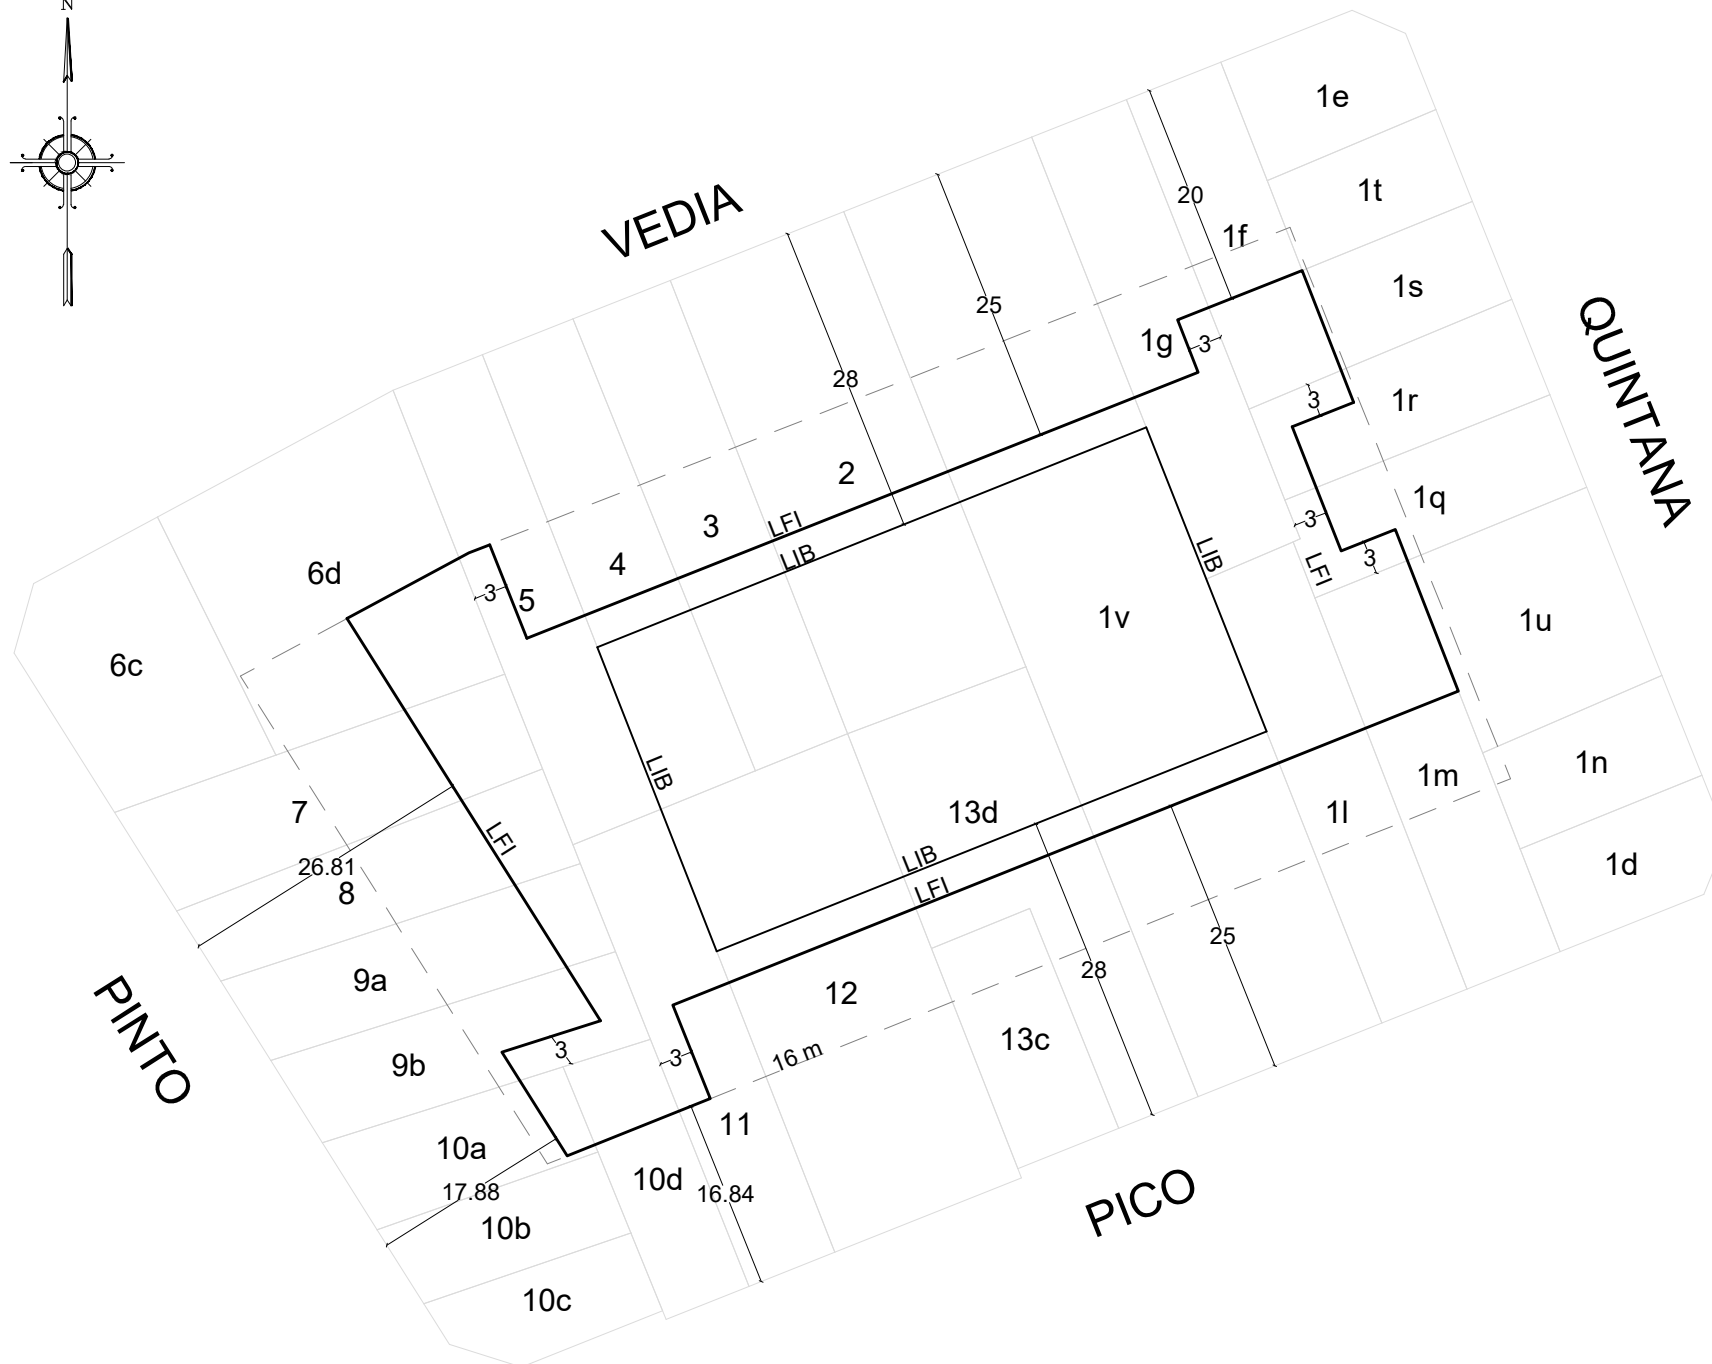 N
1e
VEDIA
20
1t
1f
25
1s
QUINTANA
28
1g
3
3
1r
2
1q
3
LFI
LIB
LIB
3
LFI
3
4
6d
3
5
1v
1u
6c
LIB
1n
1m
7
13d
1l
LFI
26.81
8
LIB
LFI
1d
25
28
9a
12
PINTO
16 m
13c
3
3
9b
11
10a
10d
16.84
17.88
10b
PICO
10c